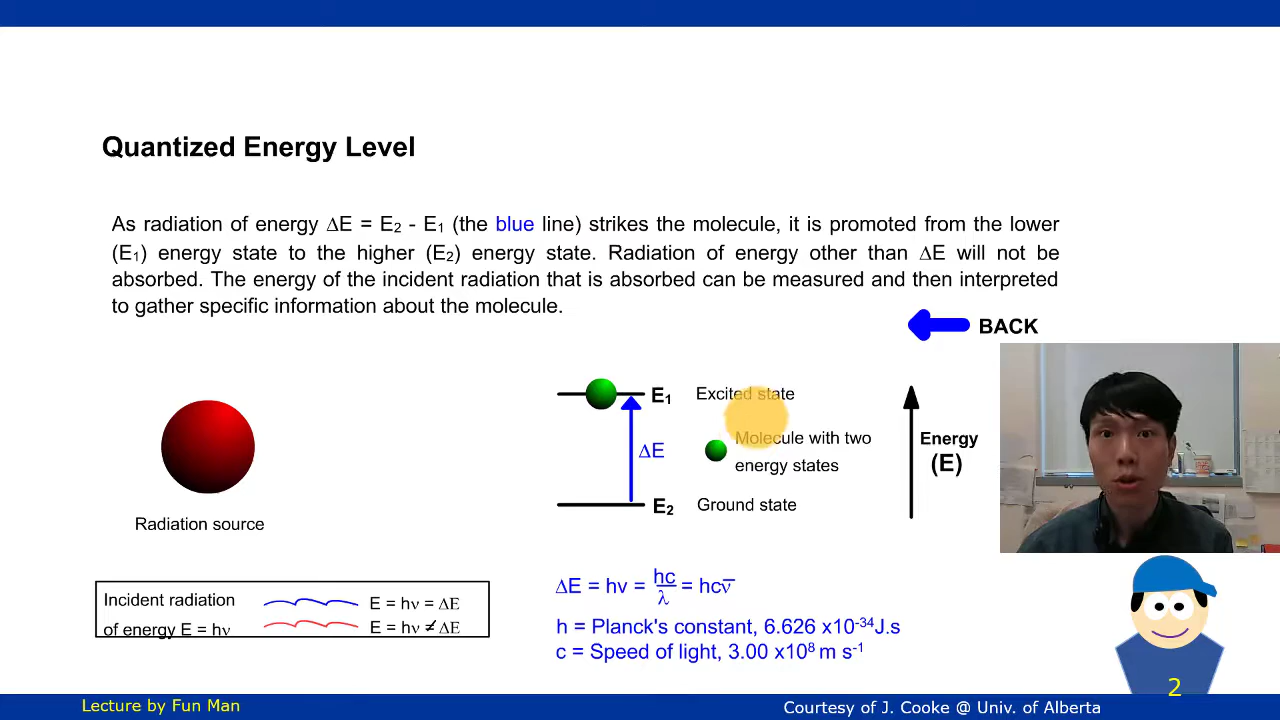 Quantized Energy Level
As radiation of energy ΔE = E₂ - E₁ (the blue line) strikes the molecule, it is promoted from the lower
(E₁) energy state to the higher (E₂) energy state. Radiation of energy other than ΔE will not be
absorbed. The energy of the incident radiation that is absorbed can be measured and then interpreted
to gather specific information about the molecule.
BACK
E₁ Excited state
ΔE
Molecule with two
energy states
E₂ Ground state
Energy
(E)
Radiation source
Incident radiation
of energy E = hν
E = hν = ΔE
E = hν ≠ ΔE
ΔE = hν = hc/λ = hcν̅
h = Planck's constant, 6.626 x10⁻³⁴J.s
c = Speed of light, 3.00 x10⁸ m s⁻¹
2
Lecture by Fun Man
Courtesy of J. Cooke @ Univ. of Alberta